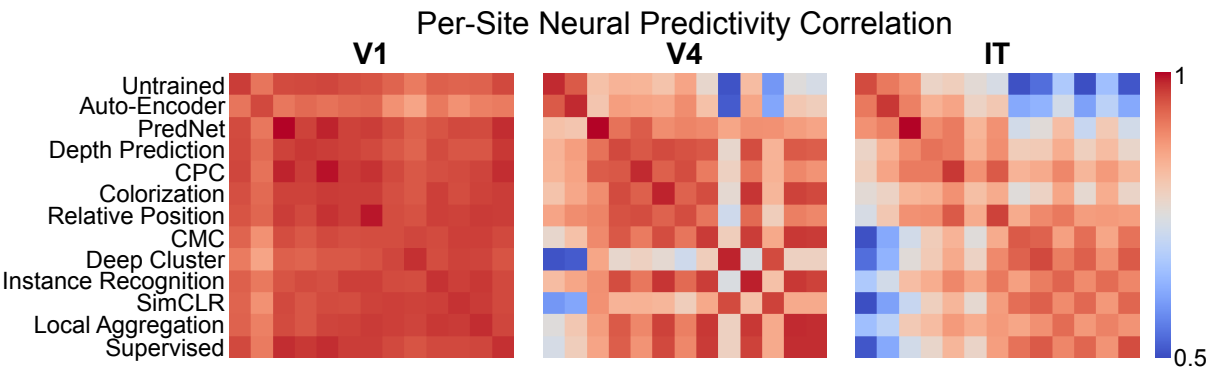 Per-Site Neural Predictivity Correlation
V1 V4 IT
Untrained
Auto-Encoder
PredNet
Depth Prediction
CPC
Colorization
Relative Position
CMC
Deep Cluster
Instance Recognition
SimCLR
Local Aggregation
Supervised
1
0.5